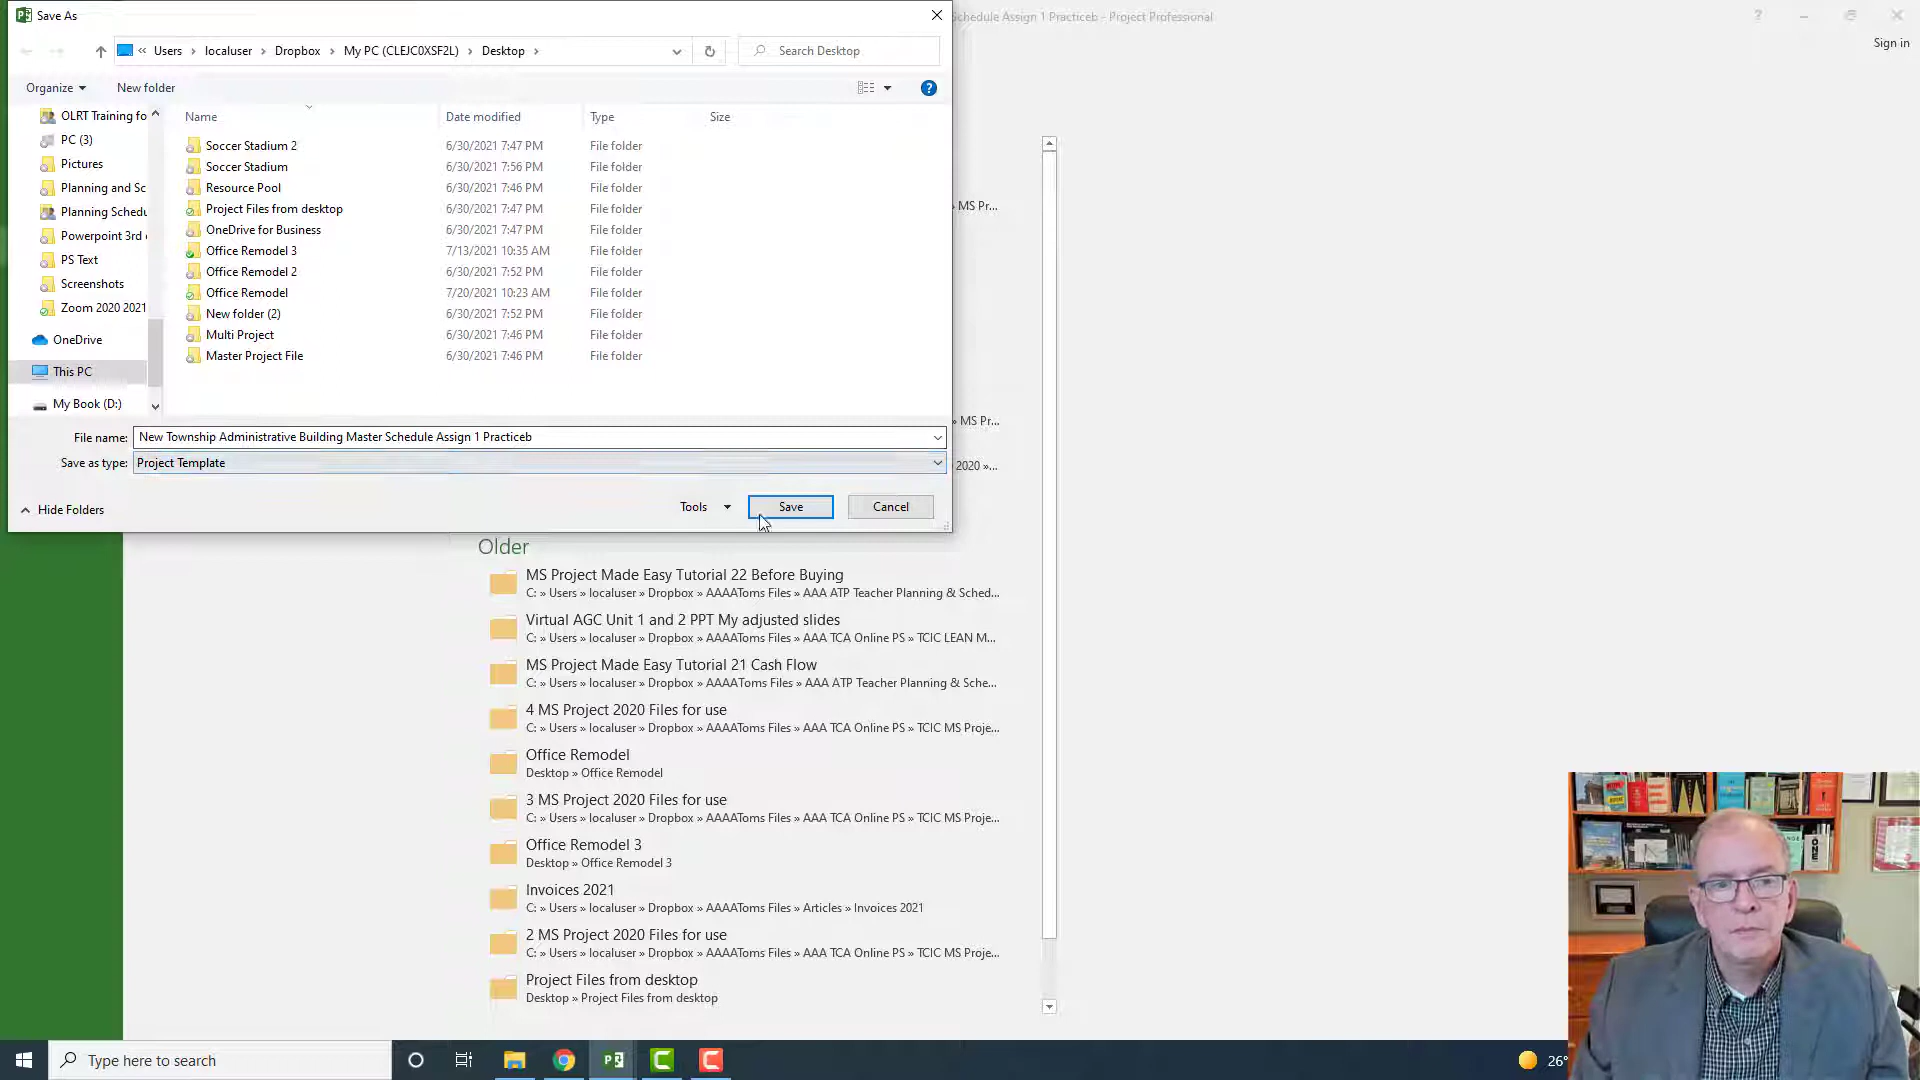 Save As
Schedule Assign 1 Practiceb - Project Professional
Sign in
« Users > localuser > Dropbox > My PC (CLEJC0XSF2L) > Desktop >
Search Desktop
Organize
New folder
Name Date modified Type Size
OLRT Training fo
PC (3)
Pictures
Planning and Sc
Planning Schedu
Powerpoint 3rd
PS Text
Screenshots
Zoom 2020 2021
OneDrive
This PC
My Book (D:)
Soccer Stadium 2 6/30/2021 7:47 PM File folder
Soccer Stadium 6/30/2021 7:56 PM File folder
Resource Pool 6/30/2021 7:46 PM File folder
Project Files from desktop 6/30/2021 7:47 PM File folder
OneDrive for Business 6/30/2021 7:47 PM File folder
Office Remodel 3 7/13/2021 10:35 AM File folder
Office Remodel 2 6/30/2021 7:52 PM File folder
Office Remodel 7/20/2021 10:23 AM File folder
New folder (2) 6/30/2021 7:52 PM File folder
Multi Project 6/30/2021 7:46 PM File folder
Master Project File 6/30/2021 7:46 PM File folder
» MS Pr...
» MS Pr...
2020 »...
File name: New Township Administrative Building Master Schedule Assign 1 Practiceb
Save as type: Project Template
Hide Folders
Tools
Save
Cancel
Older
MS Project Made Easy Tutorial 22 Before Buying
C: » Users » localuser » Dropbox » AAAAToms Files » AAA ATP Teacher Planning & Sched...
Virtual AGC Unit 1 and 2 PPT My adjusted slides
C: » Users » localuser » Dropbox » AAAAToms Files » AAA TCA Online PS » TCIC LEAN M...
MS Project Made Easy Tutorial 21 Cash Flow
C: » Users » localuser » Dropbox » AAAAToms Files » AAA ATP Teacher Planning & Sche...
4 MS Project 2020 Files for use
C: » Users » localuser » Dropbox » AAAAToms Files » AAA TCA Online PS » TCIC MS Proje...
Office Remodel
Desktop » Office Remodel
3 MS Project 2020 Files for use
C: » Users » localuser » Dropbox » AAAAToms Files » AAA TCA Online PS » TCIC MS Proje...
Office Remodel 3
Desktop » Office Remodel 3
Invoices 2021
C: » Users » localuser » Dropbox » AAAAToms Files » Articles » Invoices 2021
2 MS Project 2020 Files for use
C: » Users » localuser » Dropbox » AAAAToms Files » AAA TCA Online PS » TCIC MS Proje...
Project Files from desktop
Desktop » Project Files from desktop
Type here to search
26°